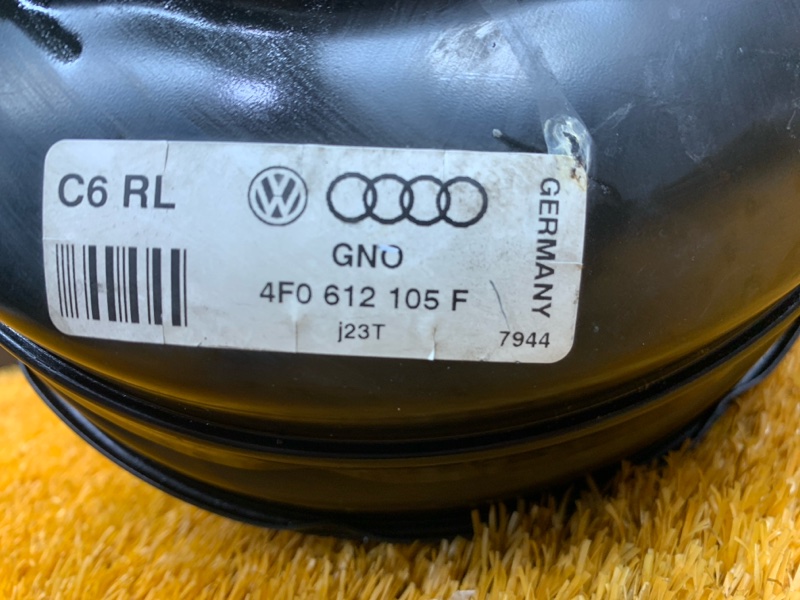 C6 RL
GNO
4F0 612 105 F
j23T
7944
GERMANY